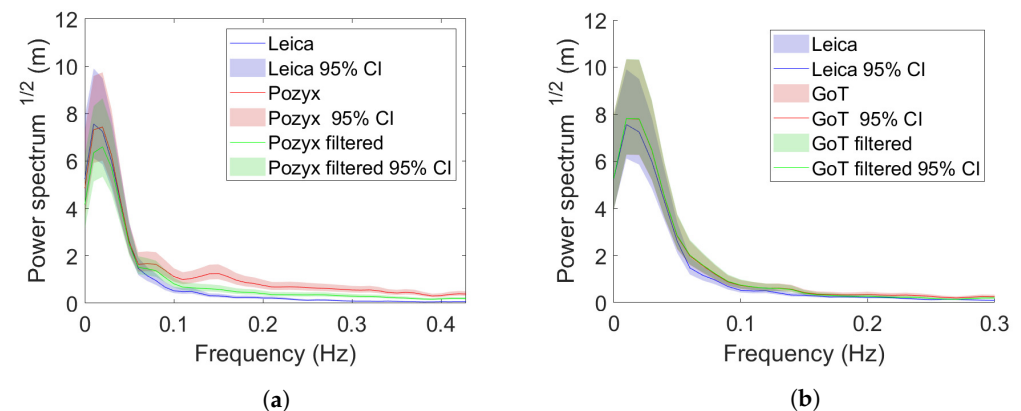 12
10
8
6
4
2
0
Power spectrum 1/2 (m)
Leica
Leica 95% CI
Pozyx
Pozyx 95% CI
Pozyx filtered
Pozyx filtered 95% CI
0 0.1 0.2 0.3 0.4
Frequency (Hz)
(a)
12
10
8
6
4
2
0
Power spectrum 1/2 (m)
Leica
Leica 95% CI
GoT
GoT 95% CI
GoT filtered
GoT filtered 95% CI
0 0.1 0.2 0.3
Frequency (Hz)
(b)